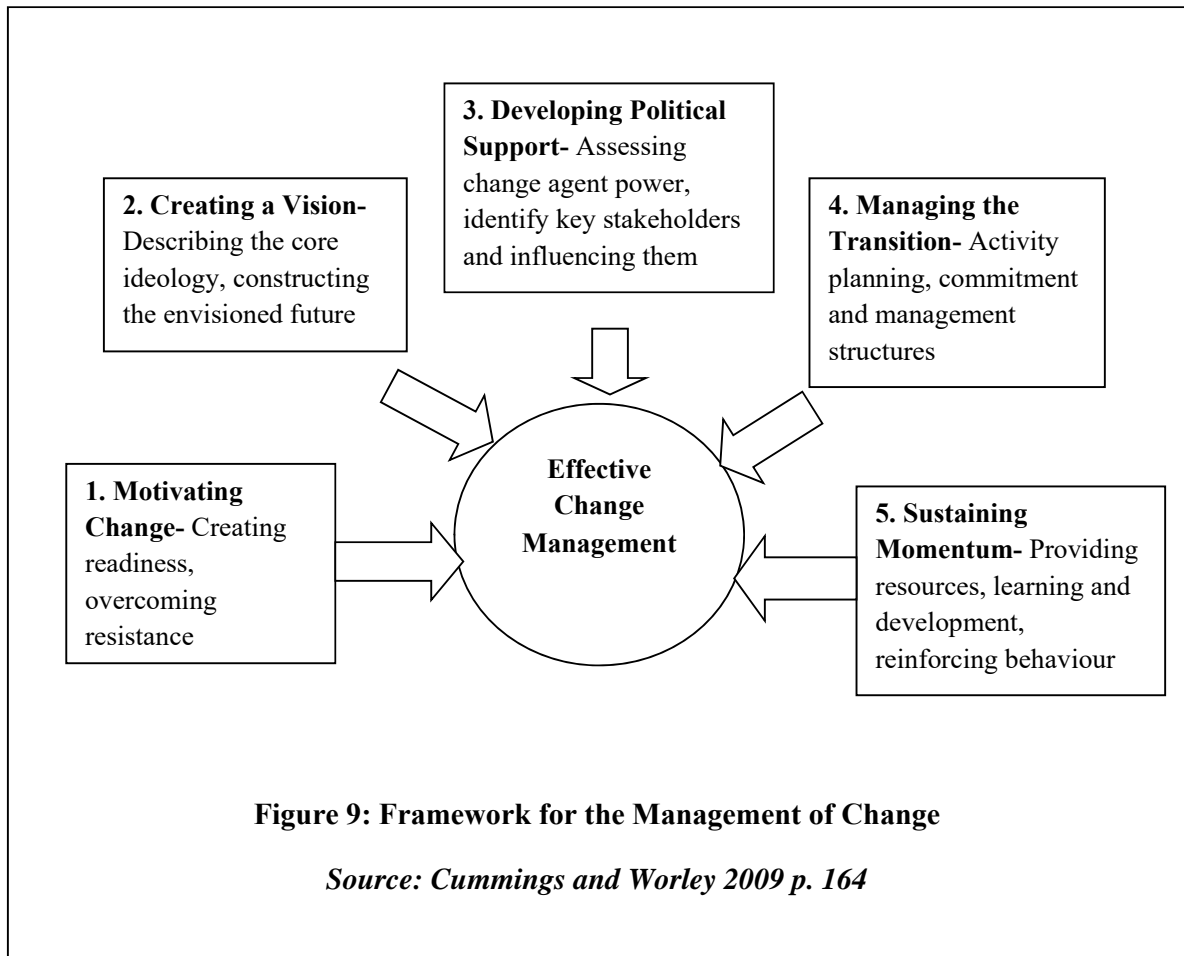 1. Motivating
Change- Creating
readiness,
overcoming
resistance
2. Creating a Vision-
Describing the core
ideology, constructing
the envisioned future
3. Developing Political
Support- Assessing
change agent power,
identify key stakeholders
and influencing them
4. Managing the
Transition- Activity
planning, commitment
and management
structures
5. Sustaining
Momentum- Providing
resources, learning and
development,
reinforcing behaviour
Effective
Change
Management
Figure 9: Framework for the Management of Change
Source: Cummings and Worley 2009 p. 164